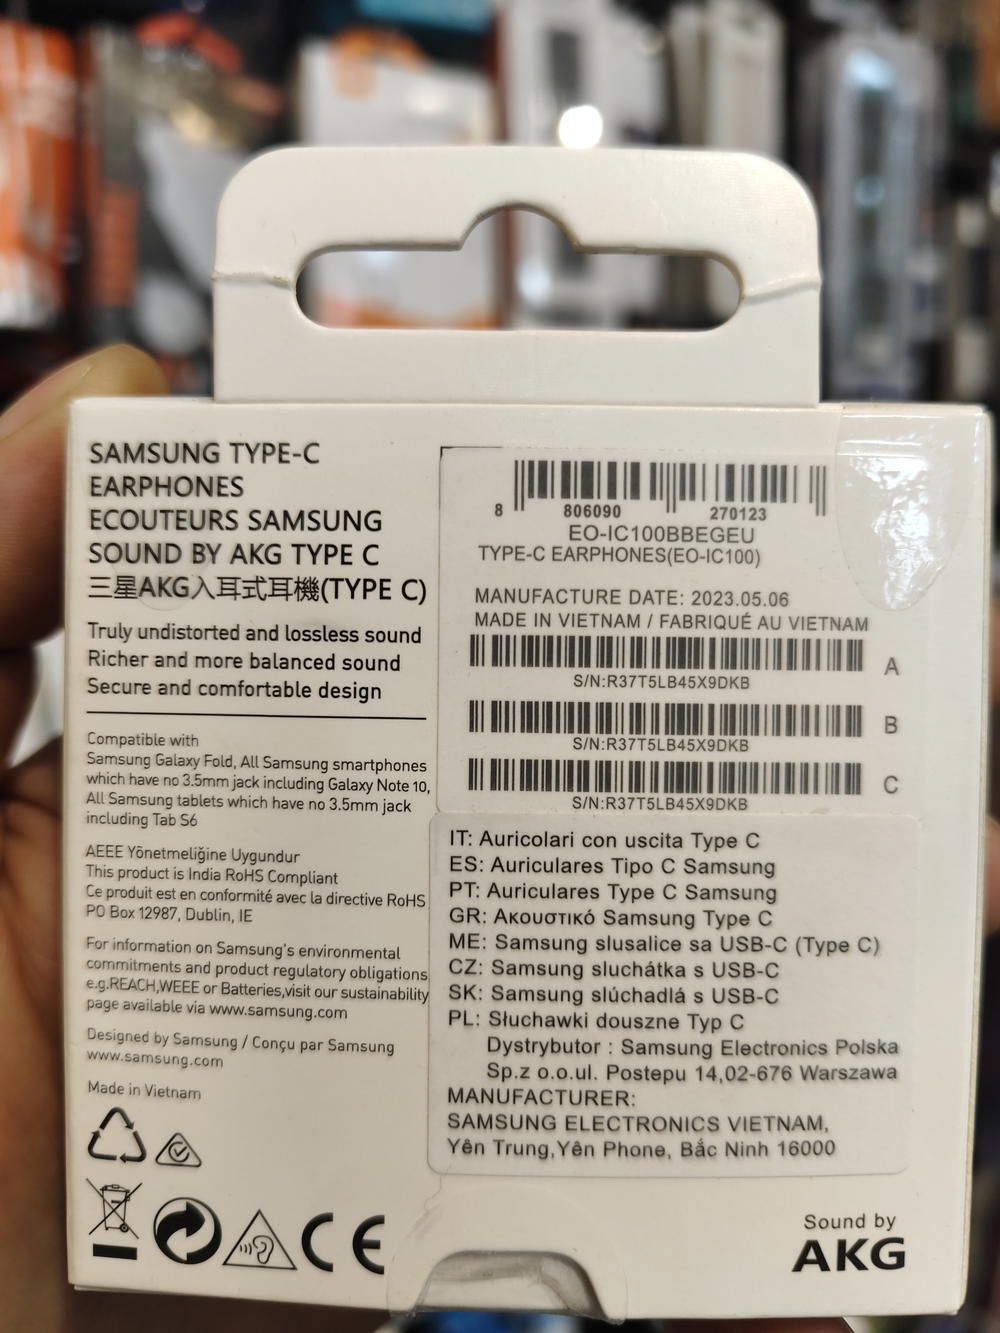 SAMSUNG TYPE-C
EARPHONES
ECOUTEURS SAMSUNG
SOUND BY AKG TYPE C
三星AKG入耳式耳機(TYPE C)
Truly undistorted and lossless sound
Richer and more balanced sound
Secure and comfortable design
Compatible with
Samsung Galaxy Fold, All Samsung smartphones
which have no 3.5mm jack including Galaxy Note 10,
All Samsung tablets which have no 3.5mm jack
including Tab S6
AEEE Yönetmeliğine Uygundur
This product is India RoHS Compliant
Ce produit est en conformité avec la directive RoHS
PO Box 12987, Dublin, IE
For information on Samsung's environmental
commitments and product regulatory obligations
e.g.REACH,WEEE or Batteries,visit our sustainability
page available via www.samsung.com
Designed by Samsung / Conçu par Samsung
www.samsung.com
Made in Vietnam
CE
8 806090 270123
EO-IC100BBEGEU
TYPE-C EARPHONES(EO-IC100)
MANUFACTURE DATE: 2023.05.06
MADE IN VIETNAM / FABRIQUÉ AU VIETNAM
A
S/N:R37T5LB45X9DKB
B
S/N:R37T5LB45X9DKB
C
S/N:R37T5LB45X9DKB
IT: Auricolari con uscita Type C
ES: Auriculares Tipo C Samsung
PT: Auriculares Type C Samsung
GR: Ακουστικό Samsung Type C
ME: Samsung slusalice sa USB-C (Type C)
CZ: Samsung sluchátka s USB-C
SK: Samsung slúchadlá s USB-C
PL: Słuchawki douszne Typ C
Dystrybutor : Samsung Electronics Polska
Sp.z o.o.ul. Postepu 14,02-676 Warszawa
MANUFACTURER:
SAMSUNG ELECTRONICS VIETNAM,
Yên Trung,Yên Phone, Bắc Ninh 16000
Sound by
AKG